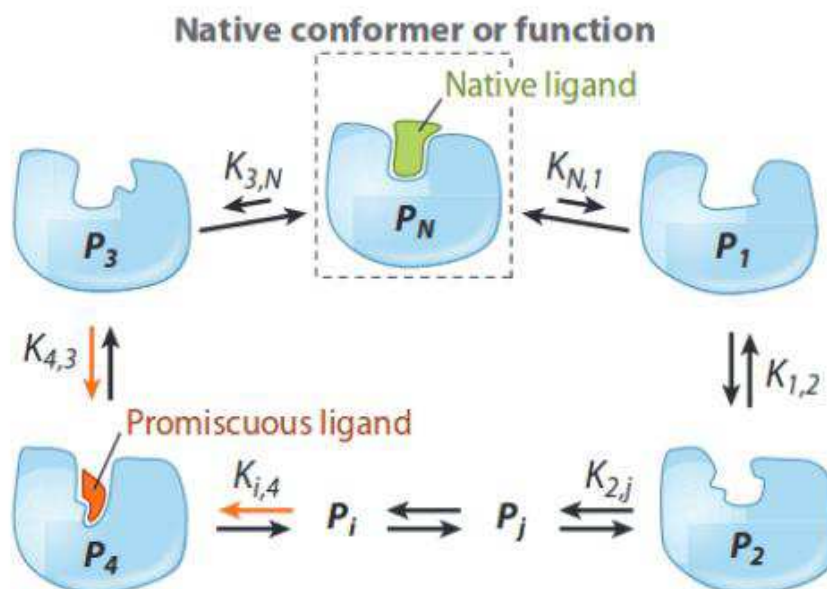 Native conformer or function
Native ligand
K3,N
KN,1
P3
PN
P1
K4,3
K1,2
Promiscuous ligand
Ki,4
K2,j
P4
Pi
Pj
P2